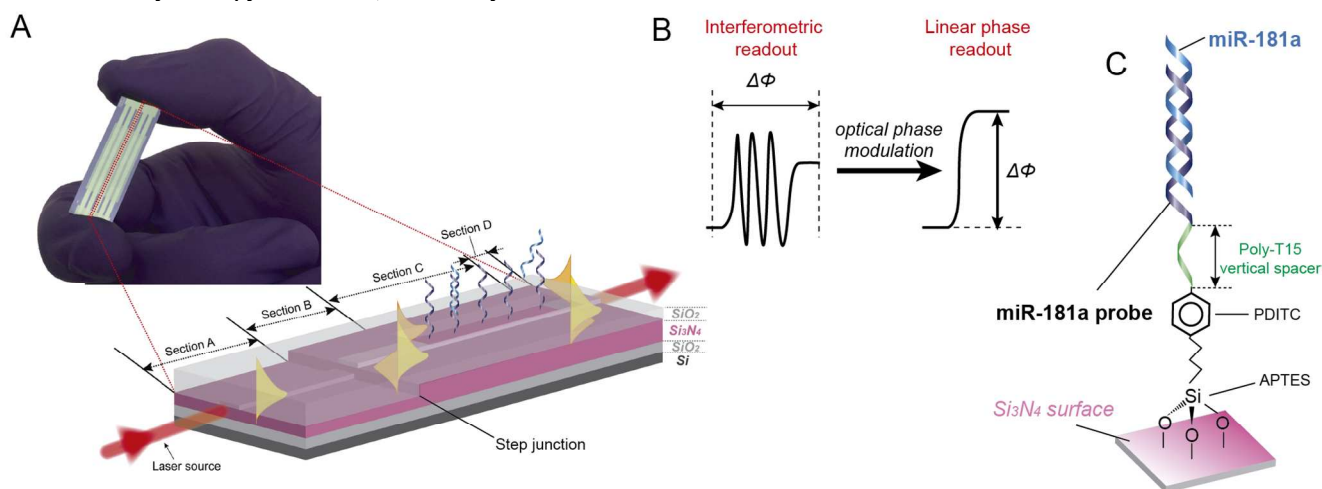 A
Section A
Section B
Section C
Section D
SiO₂
Si₃N₄
SiO₂
Si
Step junction
Laser source
B
Interferometric
readout
ΔΦ
optical phase
modulation
Linear phase
readout
ΔΦ
C
miR-181a
Poly-T15
vertical spacer
miR-181a probe
PDITC
APTES
Si
O
O
O
Si₃N₄ surface